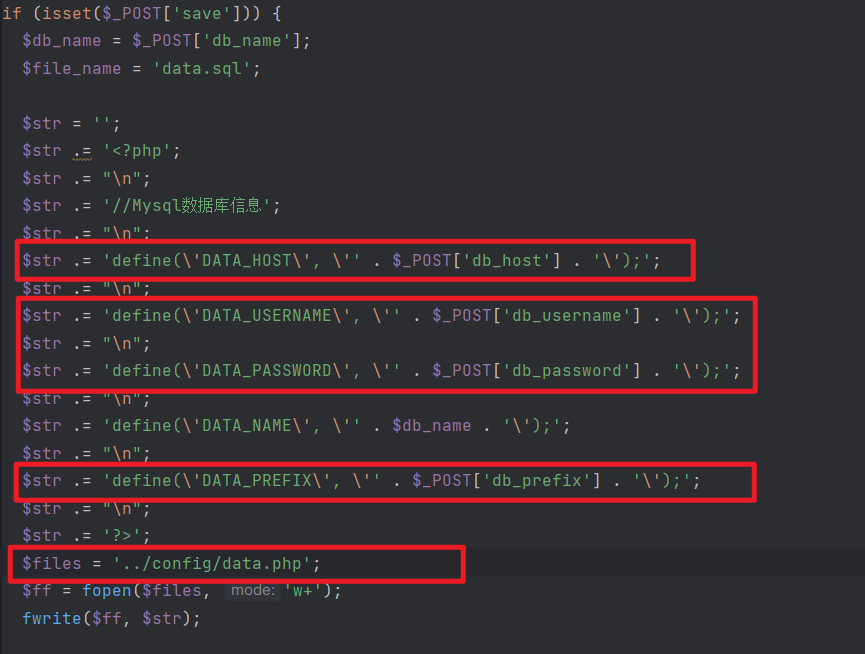 if (isset($_POST['save'])) {
$db_name = $_POST['db_name'];
$file_name = 'data.sql';
$str = '';
$str .= '<?php';
$str .= "\n";
$str .= '//Mysql数据库信息';
$str .= "\n";
$str .= 'define(\'DATA_HOST\', \'' . $_POST['db_host'] . '\');';
$str .= "\n";
$str .= 'define(\'DATA_USERNAME\', \'' . $_POST['db_username'] . '\');';
$str .= "\n";
$str .= 'define(\'DATA_PASSWORD\', \'' . $_POST['db_password'] . '\');';
$str .= "\n";
$str .= 'define(\'DATA_NAME\', \'' . $db_name . '\');';
$str .= "\n";
$str .= 'define(\'DATA_PREFIX\', \'' . $_POST['db_prefix'] . '\');';
$str .= "\n";
$str .= '?>';
$files = '../config/data.php';
$ff = fopen($files, mode: 'w+');
fwrite($ff, $str);